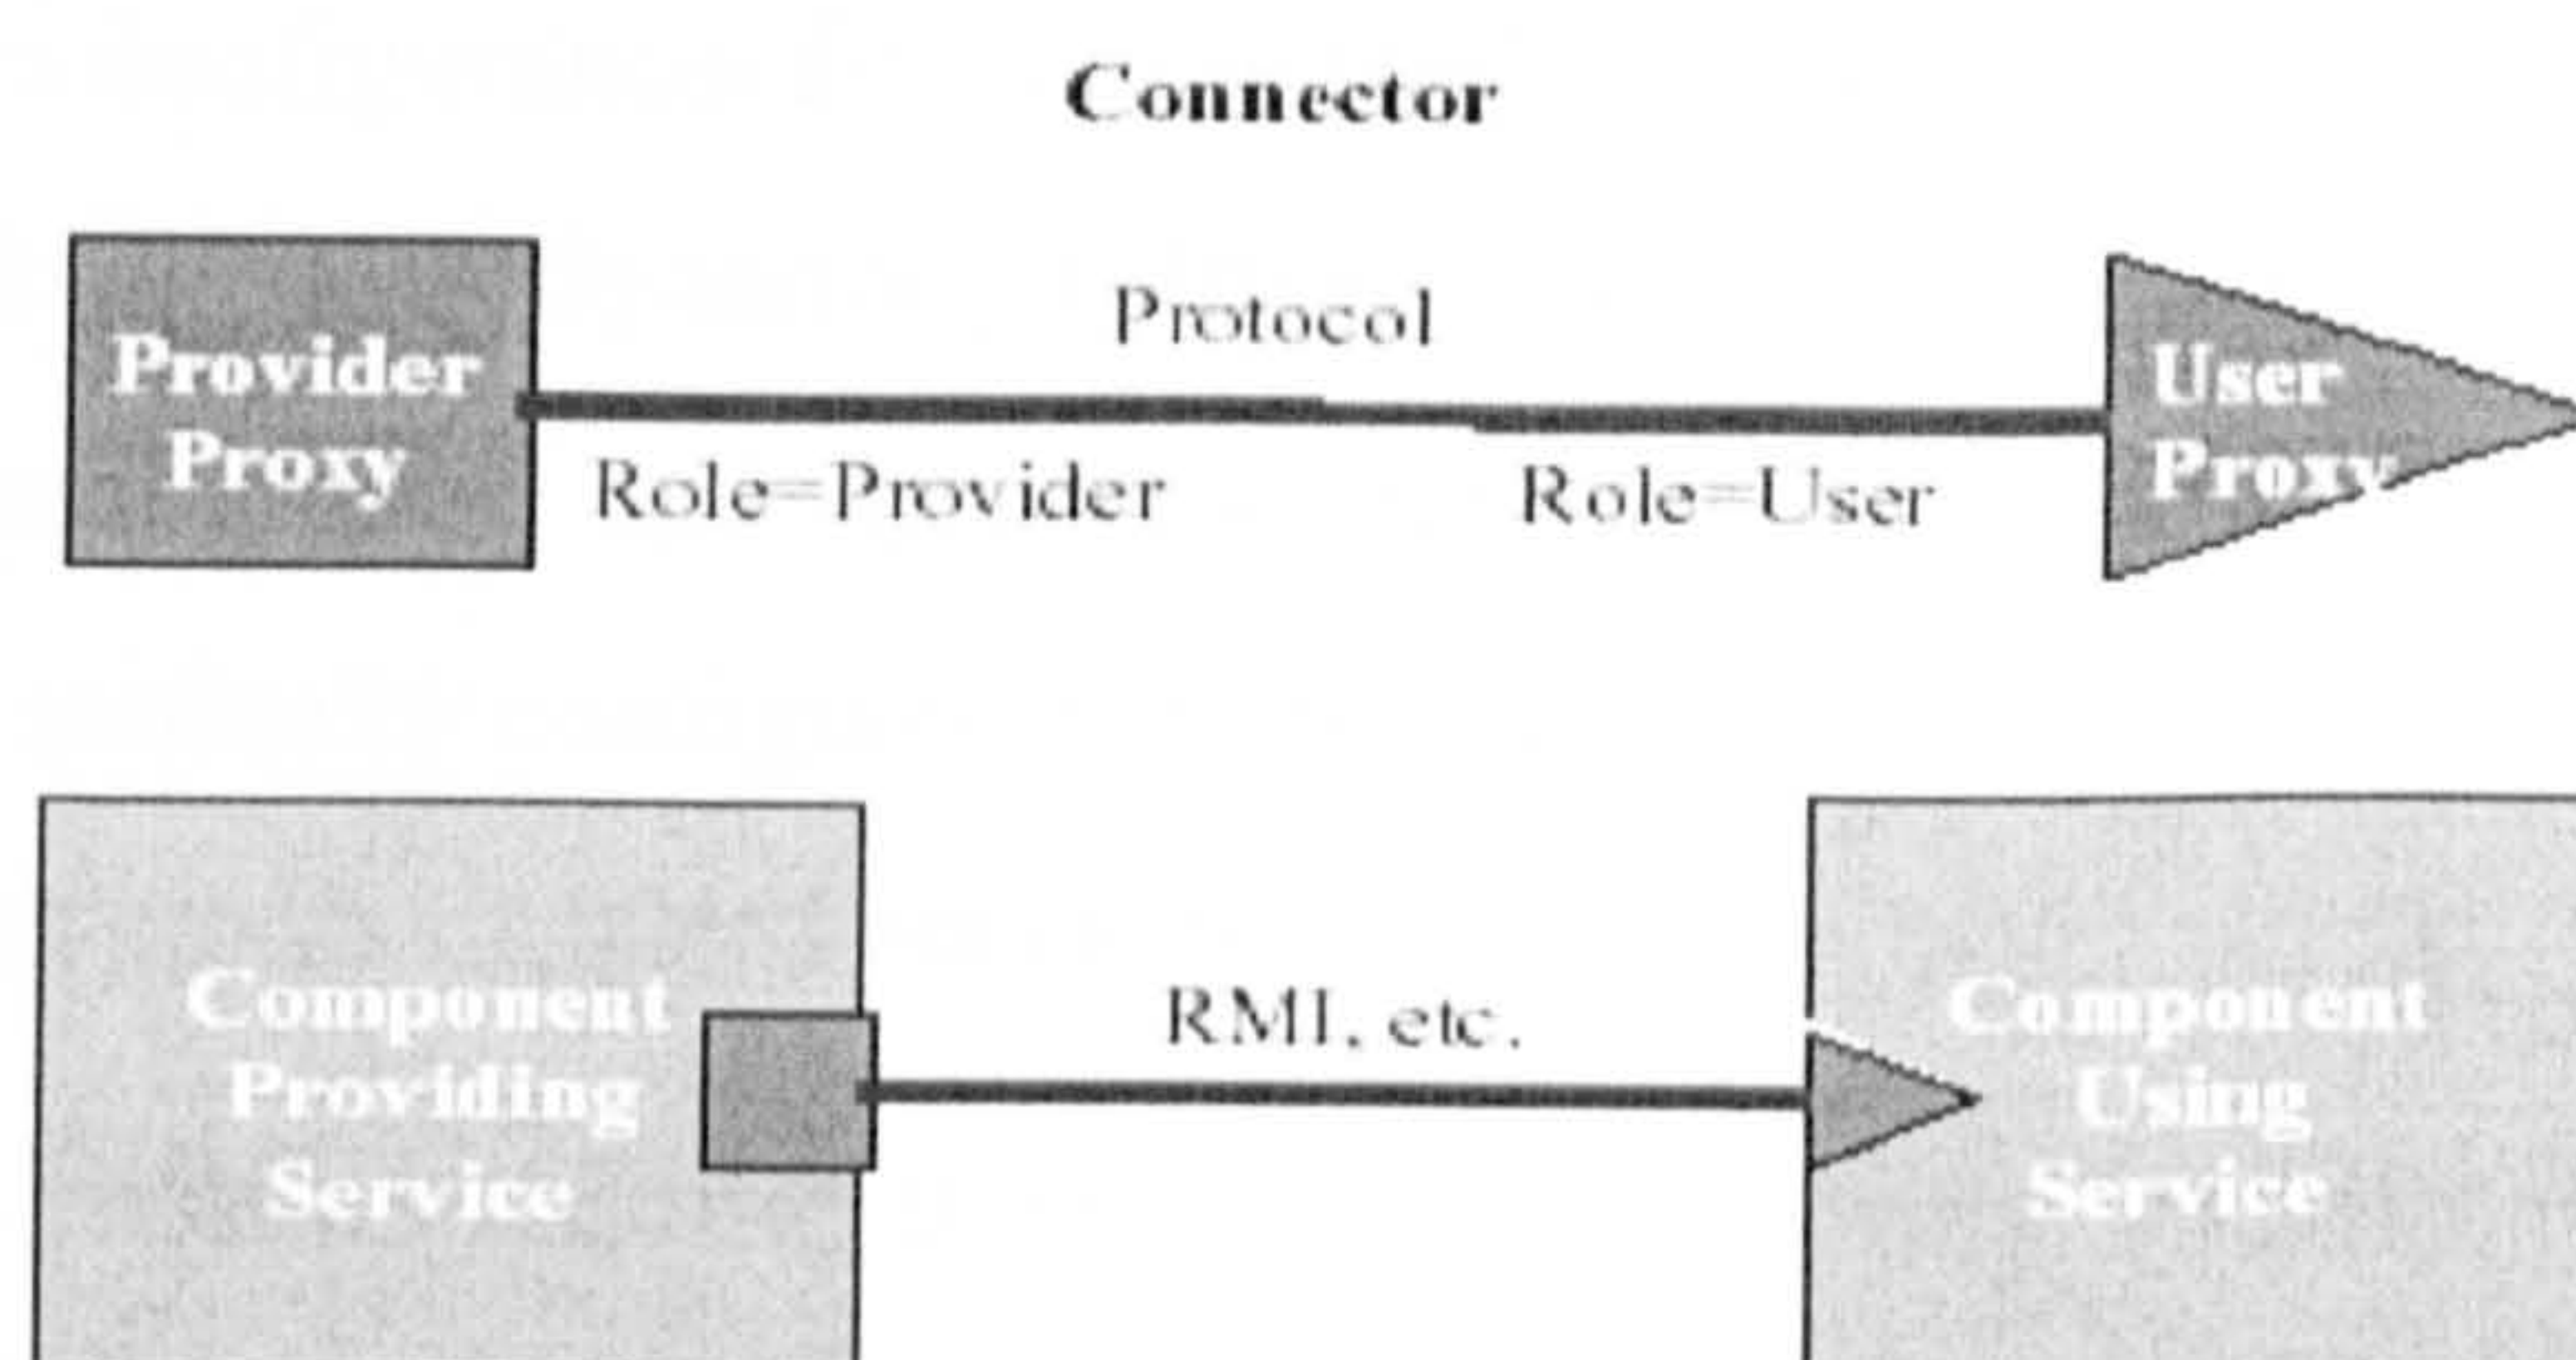 Connector
Provider
Proxy
Protocol
Role=Provider
Role=User
User
Proxy
Component
Providing
Service
RMI, etc.
Component
Using
Service